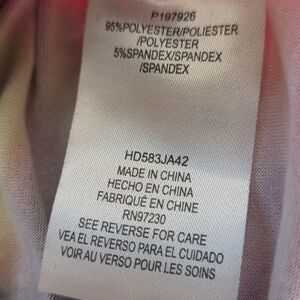 P197926
95%POLYESTER/POLIESTER
/POLYESTER
5%SPANDEX/SPANDEX
/SPANDEX
HD583JA42
MADE IN CHINA
HECHO EN CHINA
FABRIQUÉ EN CHINE
RN97230
SEE REVERSE FOR CARE
VEA EL REVERSO PARA EL CUIDADO
VOIR AU VERSO POUR LES SOINS